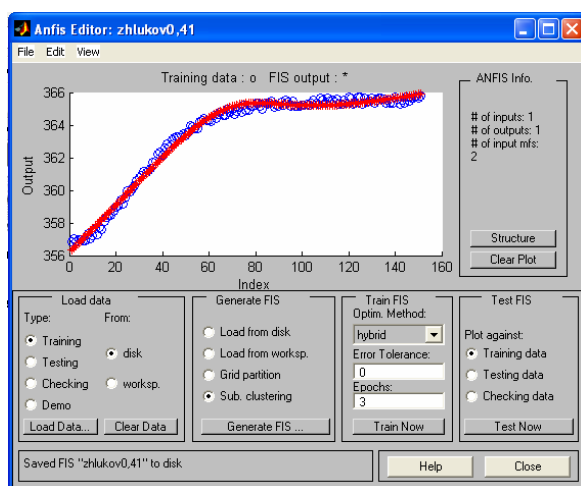 Anfis Editor: zhlukov0,41
File Edit View
Training data : o FIS output : *
366
364
362
360
358
356
Output
0 20 40 60 80 100 120 140 160
Index
ANFIS Info.
# of inputs: 1
# of outputs: 1
# of input mfs:
2
Structure
Clear Plot
Load data
Type: From:
Training
Testing
Checking
Demo
disk
worksp.
Load Data... Clear Data
Generate FIS
Load from disk
Load from worksp.
Grid partition
Sub. clustering
Generate FIS ...
Train FIS
Optim. Method:
hybrid
Error Tolerance:
0
Epochs:
3
Train Now
Test FIS
Plot against:
Training data
Testing data
Checking data
Test Now
Saved FIS "zhlukov0,41" to disk
Help Close